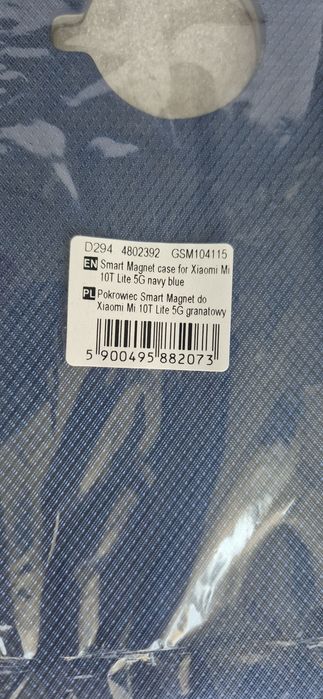 D294 4802392 GSM104115
EN Smart Magnet case for Xiaomi Mi
10T Lite 5G navy blue
PL Pokrowiec Smart Magnet do
Xiaomi Mi 10T Lite 5G granatowy
5 900495 882073